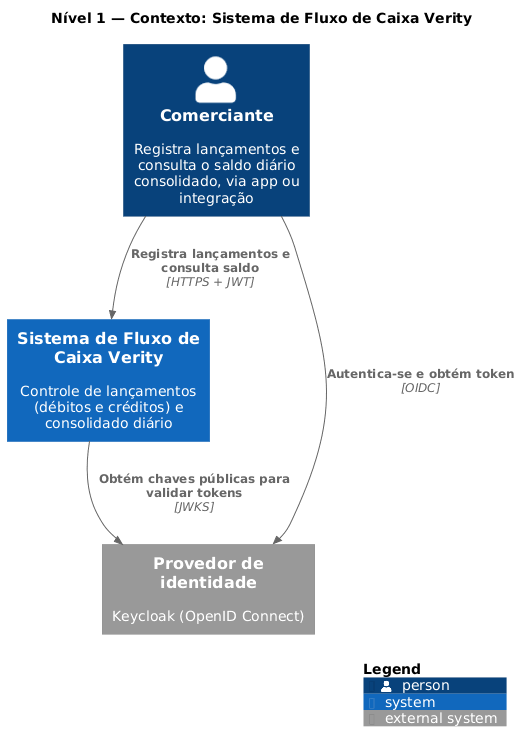 Nível 1 — Contexto: Sistema de Fluxo de Caixa Verity
Comerciante
Registra lançamentos e
consulta o saldo diário
consolidado, via app ou
integração
Registra lançamentos e
consulta saldo
[HTTPS + JWT]
Sistema de Fluxo de
Caixa Verity
Controle de lançamentos
(débitos e créditos) e
consolidado diário
Autentica-se e obtém token
[OIDC]
Obtém chaves públicas para
validar tokens
[JWKS]
Provedor de
identidade
Keycloak (OpenID Connect)
Legend
person
system
external system